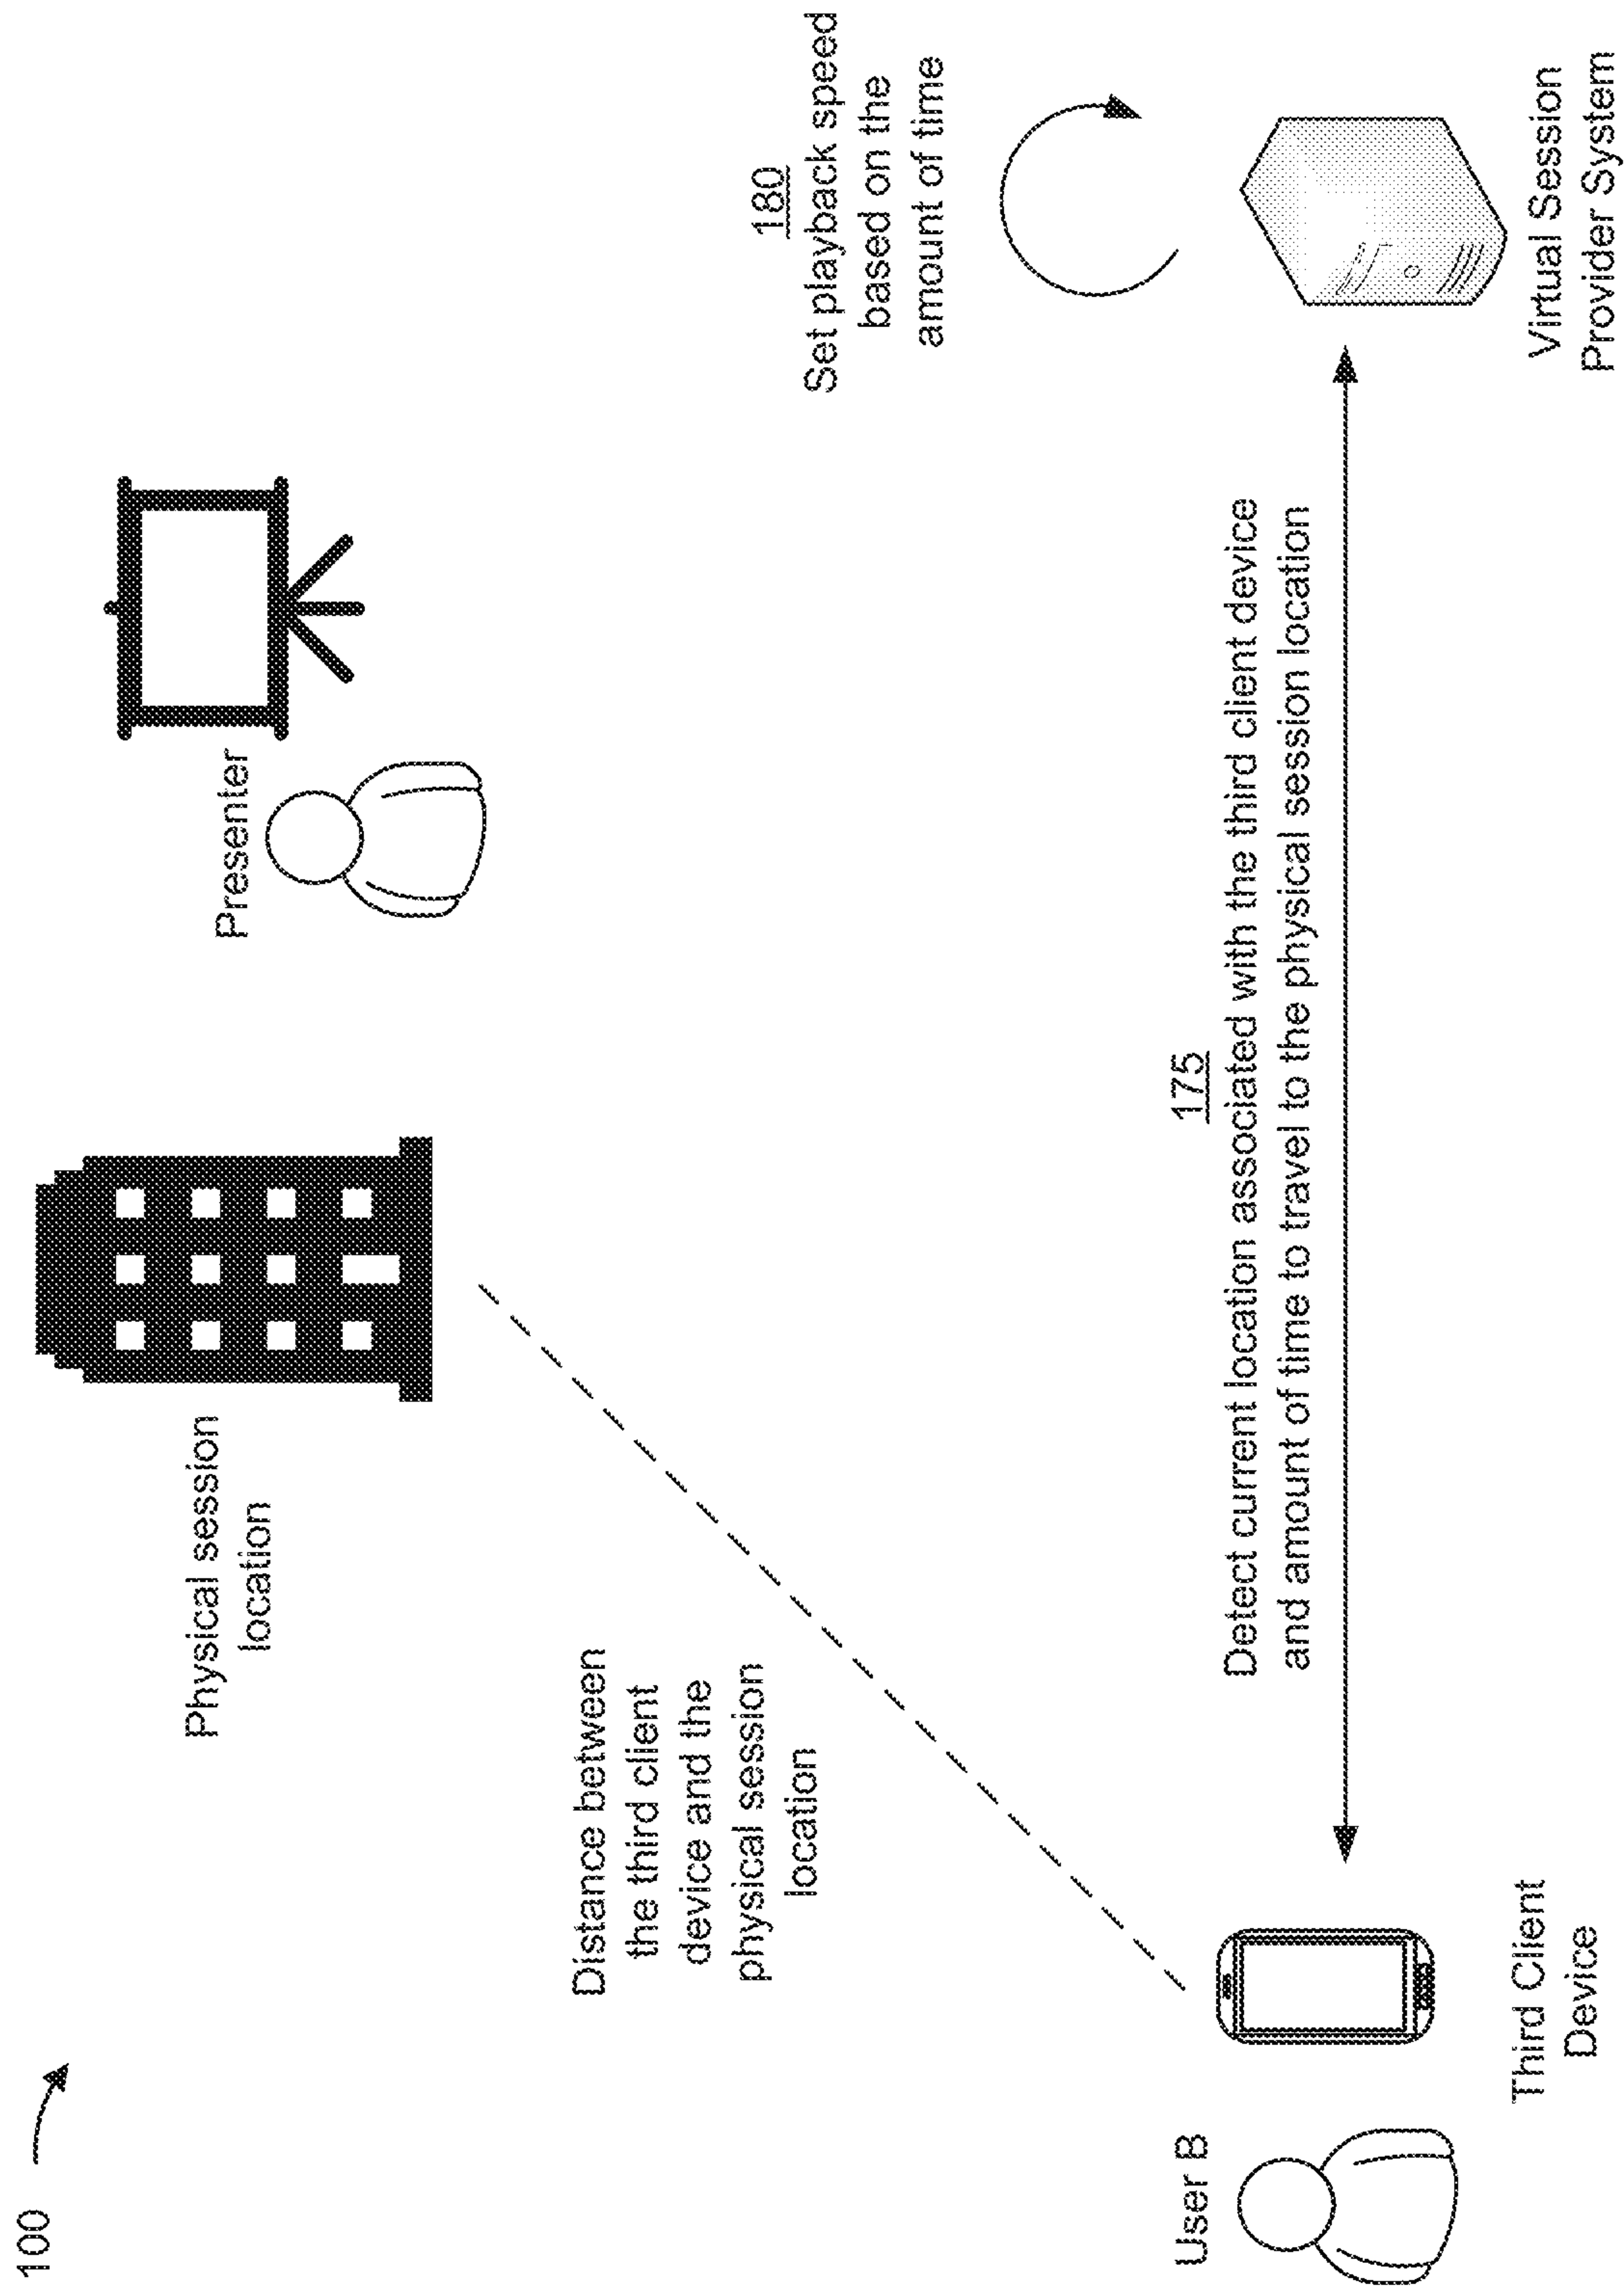 100
Physical session
location
Presenter
Distance between
the third client
device and the
physical session
location
180
Set playback speed
based on the
amount of time
175
Detect current location associated with the third client device
and amount of time to travel to the physical session location
User B
Third Client
Device
Virtual Session
Provider System